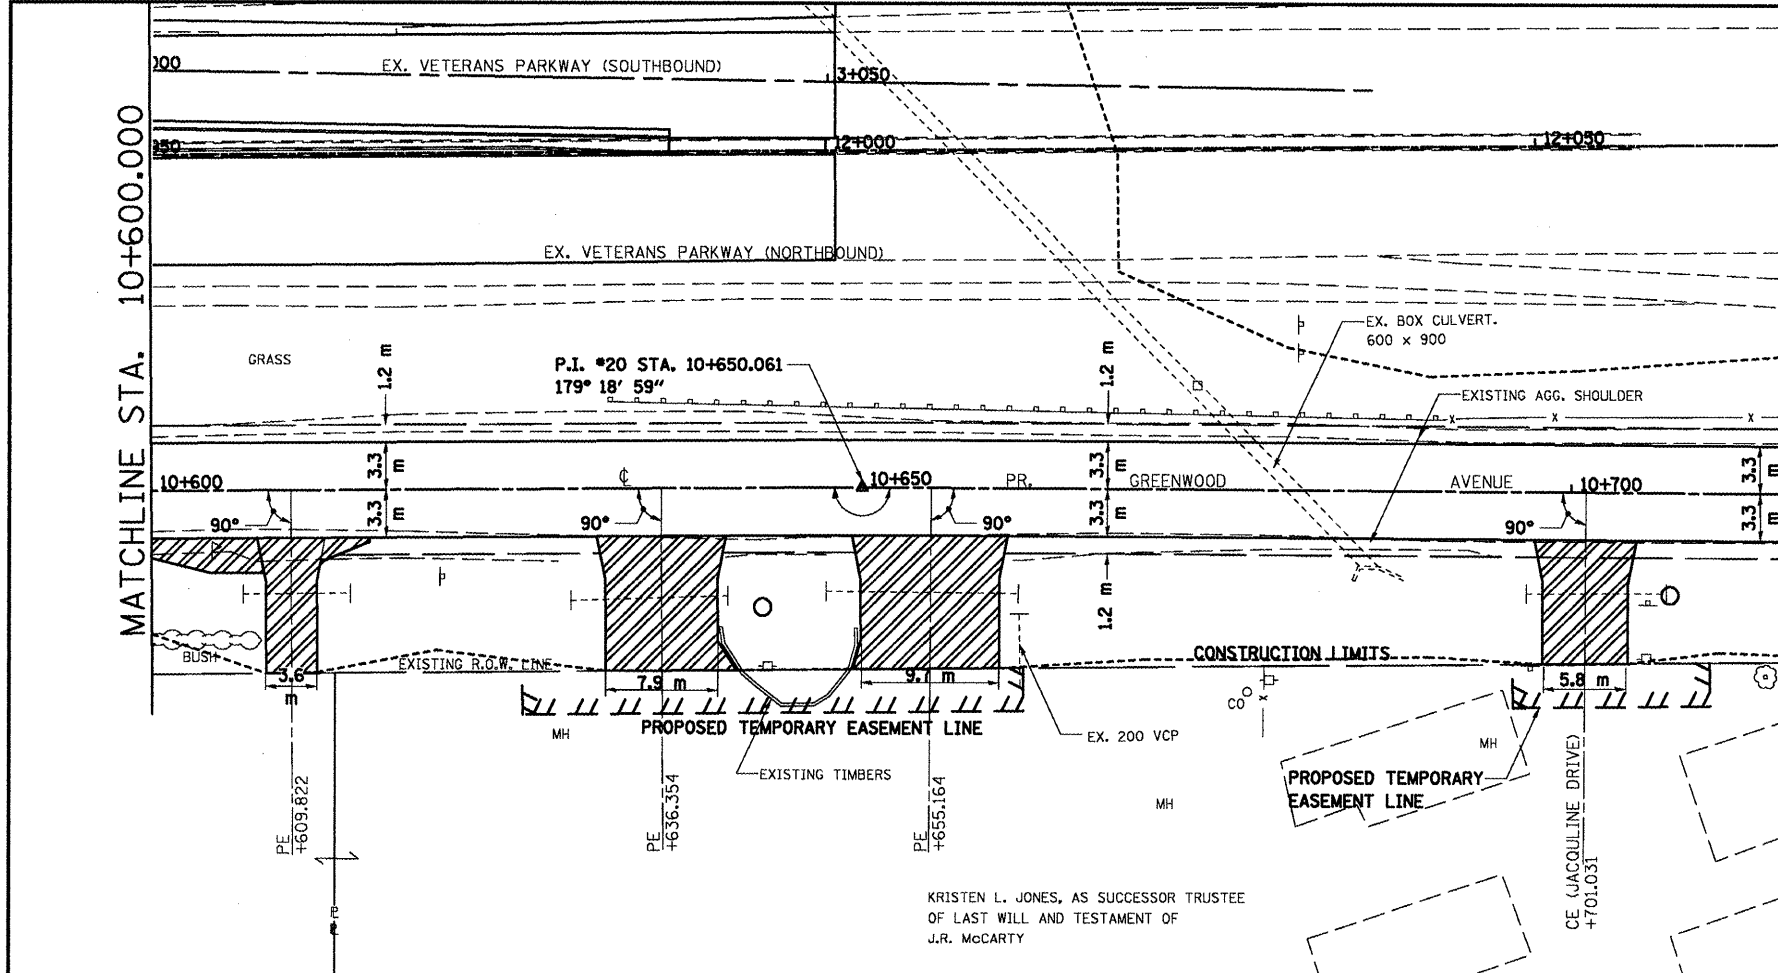 MATCHLINE STA. 10+600.000
EX. VETERANS PARKWAY (SOUTHBOUND)
3+050
12+000
12+050
EX. VETERANS PARKWAY (NORTHBOUND)
EX. BOX CULVERT.
600 x 900
GRASS
1.2 m
P.I. #20 STA. 10+650.061
179° 18' 59"
1.2 m
EXISTING AGG. SHOULDER
10+600
3.3 m
3.3 m
10+650
PR. GREENWOOD AVENUE
3.3 m
3.3 m
10+700
3.3 m
3.3 m
90°
90°
90°
90°
1.2 m
BUSH
EXISTING R.O.W. LINE
CONSTRUCTION LIMITS
3.6 m
7.9 m
9.7 m
5.8 m
CO
MH
PROPOSED TEMPORARY EASEMENT LINE
EX. 200 VCP
MH
EXISTING TIMBERS
PROPOSED TEMPORARY
EASEMENT LINE
MH
PE
+609.822
PE
+636.354
PE
+655.164
CE (JACQULINE DRIVE)
+701.031
KRISTEN L. JONES, AS SUCCESSOR TRUSTEE
OF LAST WILL AND TESTAMENT OF
J.R. McCARTY